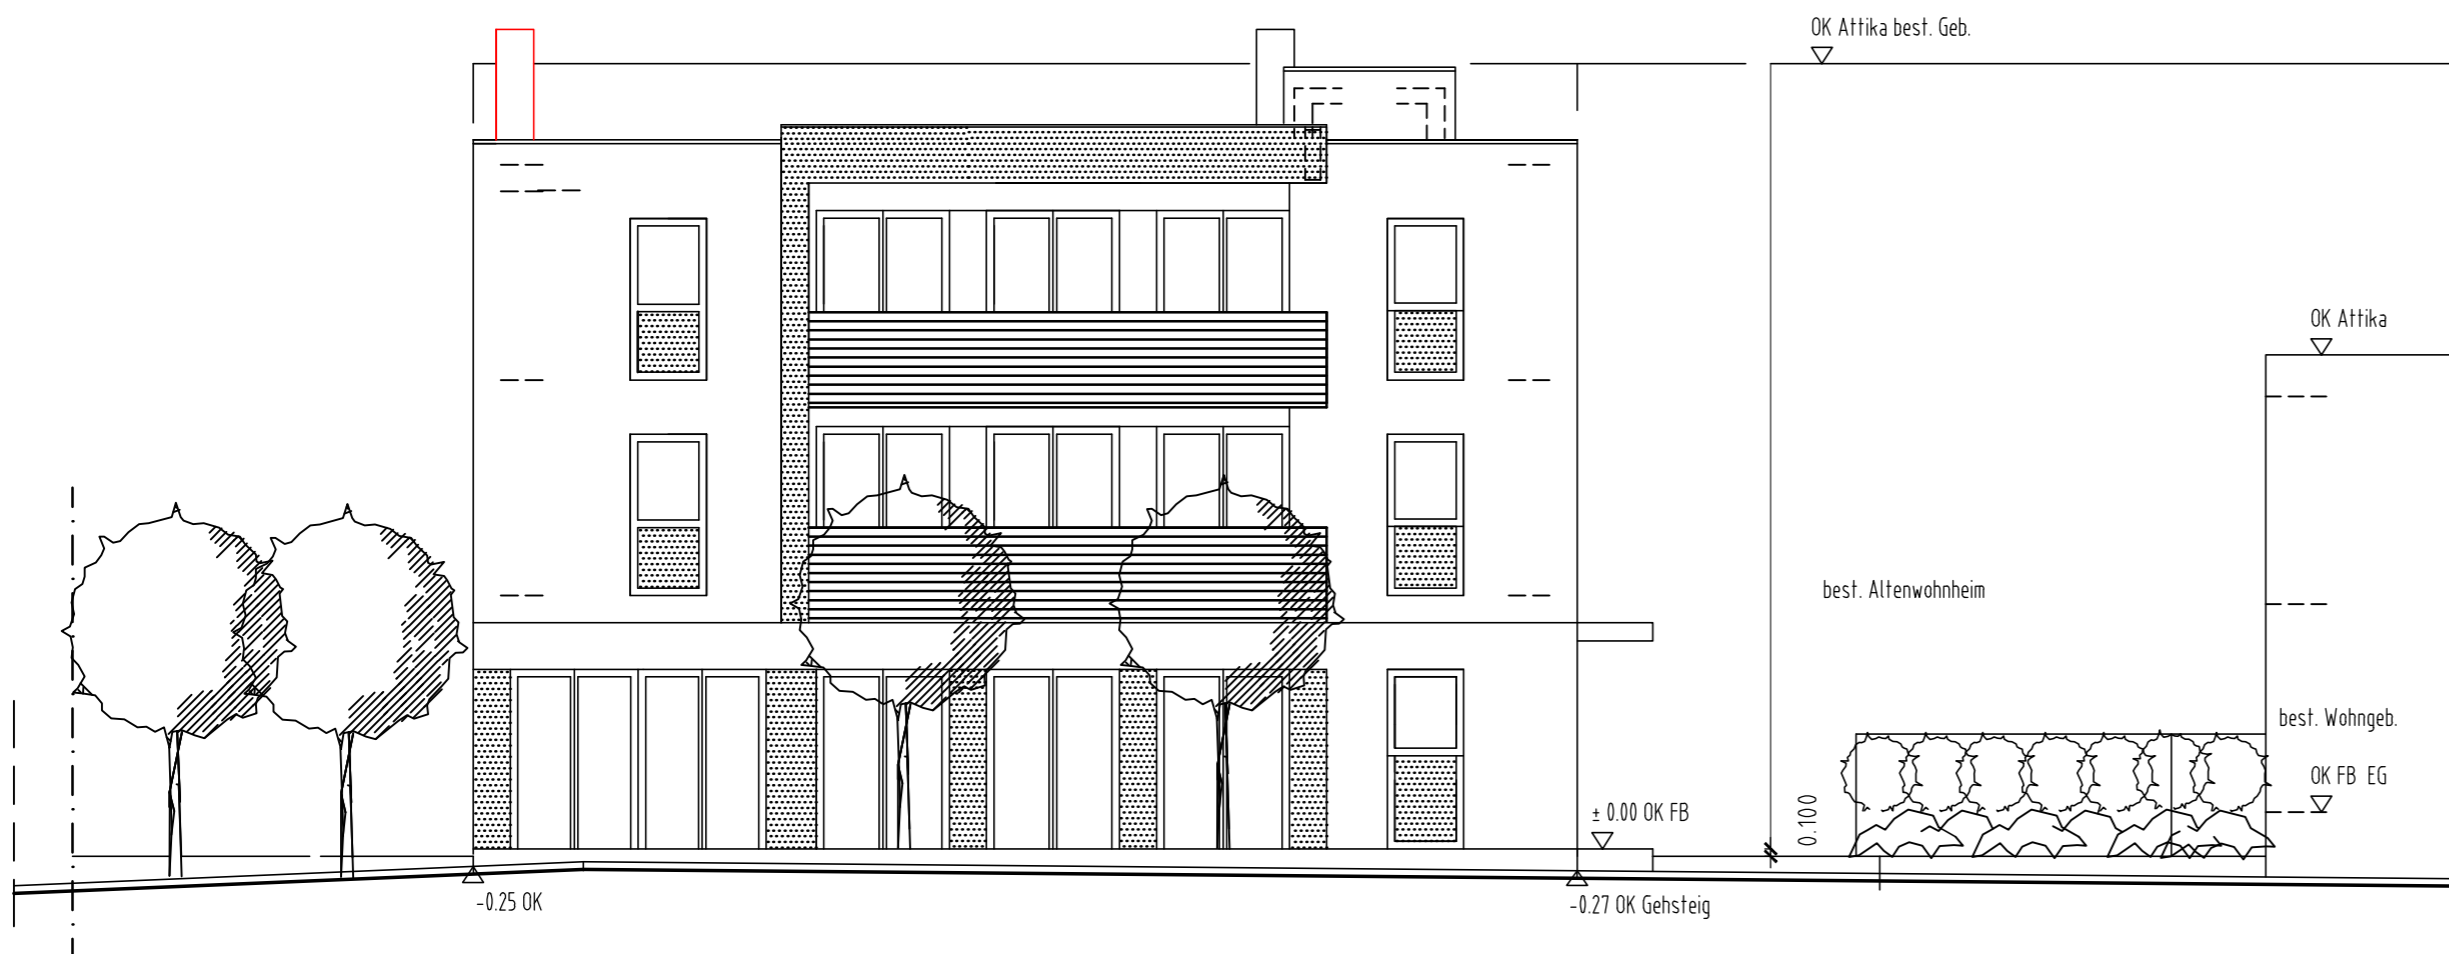 OK Attika best. Geb.
OK Attika
best. Altenwohnheim
best. Wohngeb.
OK FB EG
± 0.00 OK FB
0.100
-0.25 OK
-0.27 OK Gehsteig